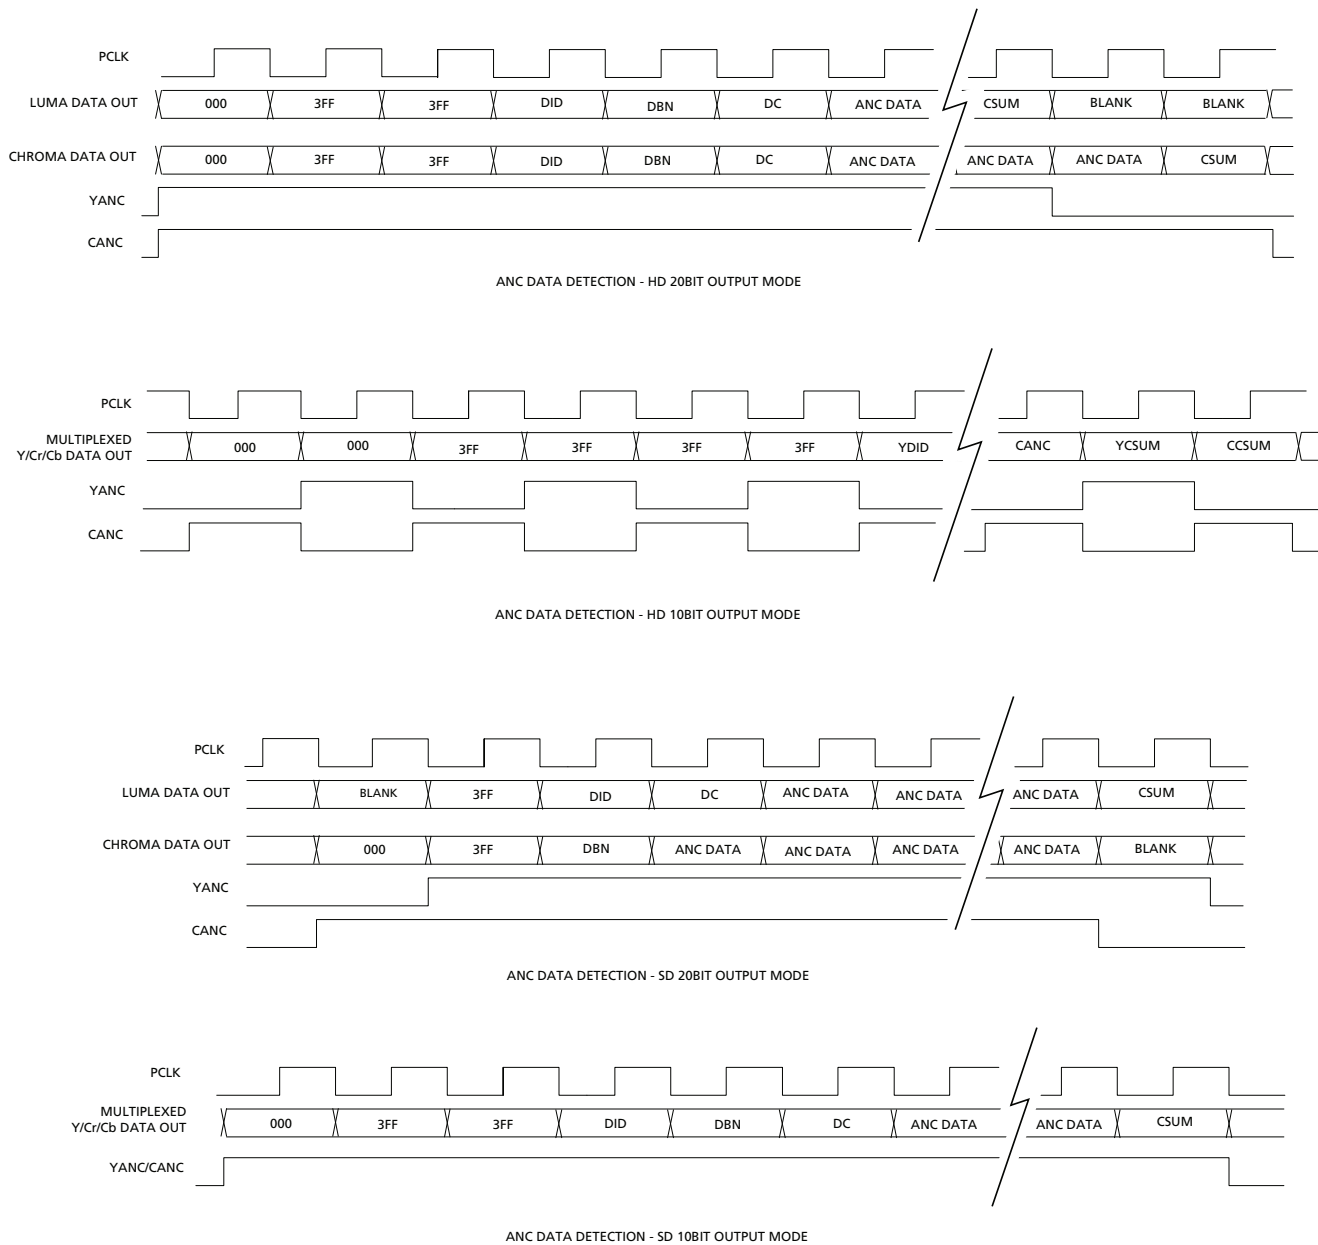 PCLK
LUMA DATA OUT 000 3FF 3FF DID DBN DC ANC DATA CSUM BLANK BLANK
CHROMA DATA OUT 000 3FF 3FF DID DBN DC ANC DATA ANC DATA ANC DATA CSUM
YANC
CANC
ANC DATA DETECTION - HD 20BIT OUTPUT MODE
PCLK
MULTIPLEXED
Y/Cr/Cb DATA OUT 000 000 3FF 3FF 3FF 3FF YDID CANC YCSUM CCSUM
YANC
CANC
ANC DATA DETECTION - HD 10BIT OUTPUT MODE
PCLK
LUMA DATA OUT BLANK 3FF DID DC ANC DATA ANC DATA ANC DATA CSUM
CHROMA DATA OUT 000 3FF DBN ANC DATA ANC DATA ANC DATA ANC DATA BLANK
YANC
CANC
ANC DATA DETECTION - SD 20BIT OUTPUT MODE
PCLK
MULTIPLEXED
Y/Cr/Cb DATA OUT 000 3FF 3FF DID DBN DC ANC DATA ANC DATA CSUM
YANC/CANC
ANC DATA DETECTION - SD 10BIT OUTPUT MODE